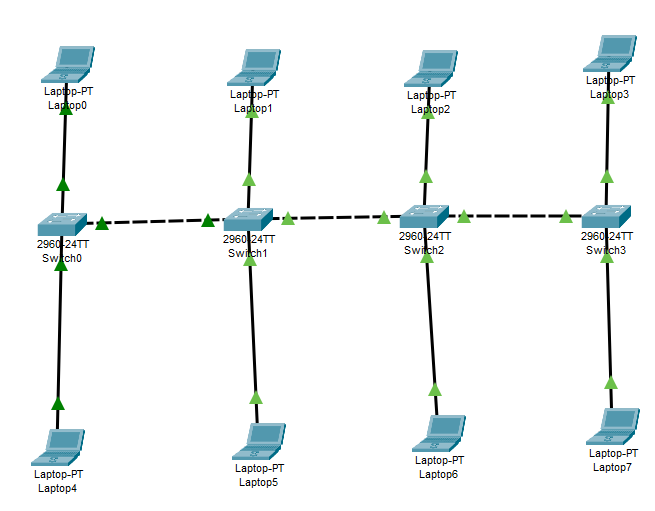 Laptop-PT
Laptop0
Laptop-PT
Laptop1
Laptop-PT
Laptop2
Laptop-PT
Laptop3
2960-24TT
Switch0
2960-24TT
Switch1
2960-24TT
Switch2
2960-24TT
Switch3
Laptop-PT
Laptop4
Laptop-PT
Laptop5
Laptop-PT
Laptop6
Laptop-PT
Laptop7